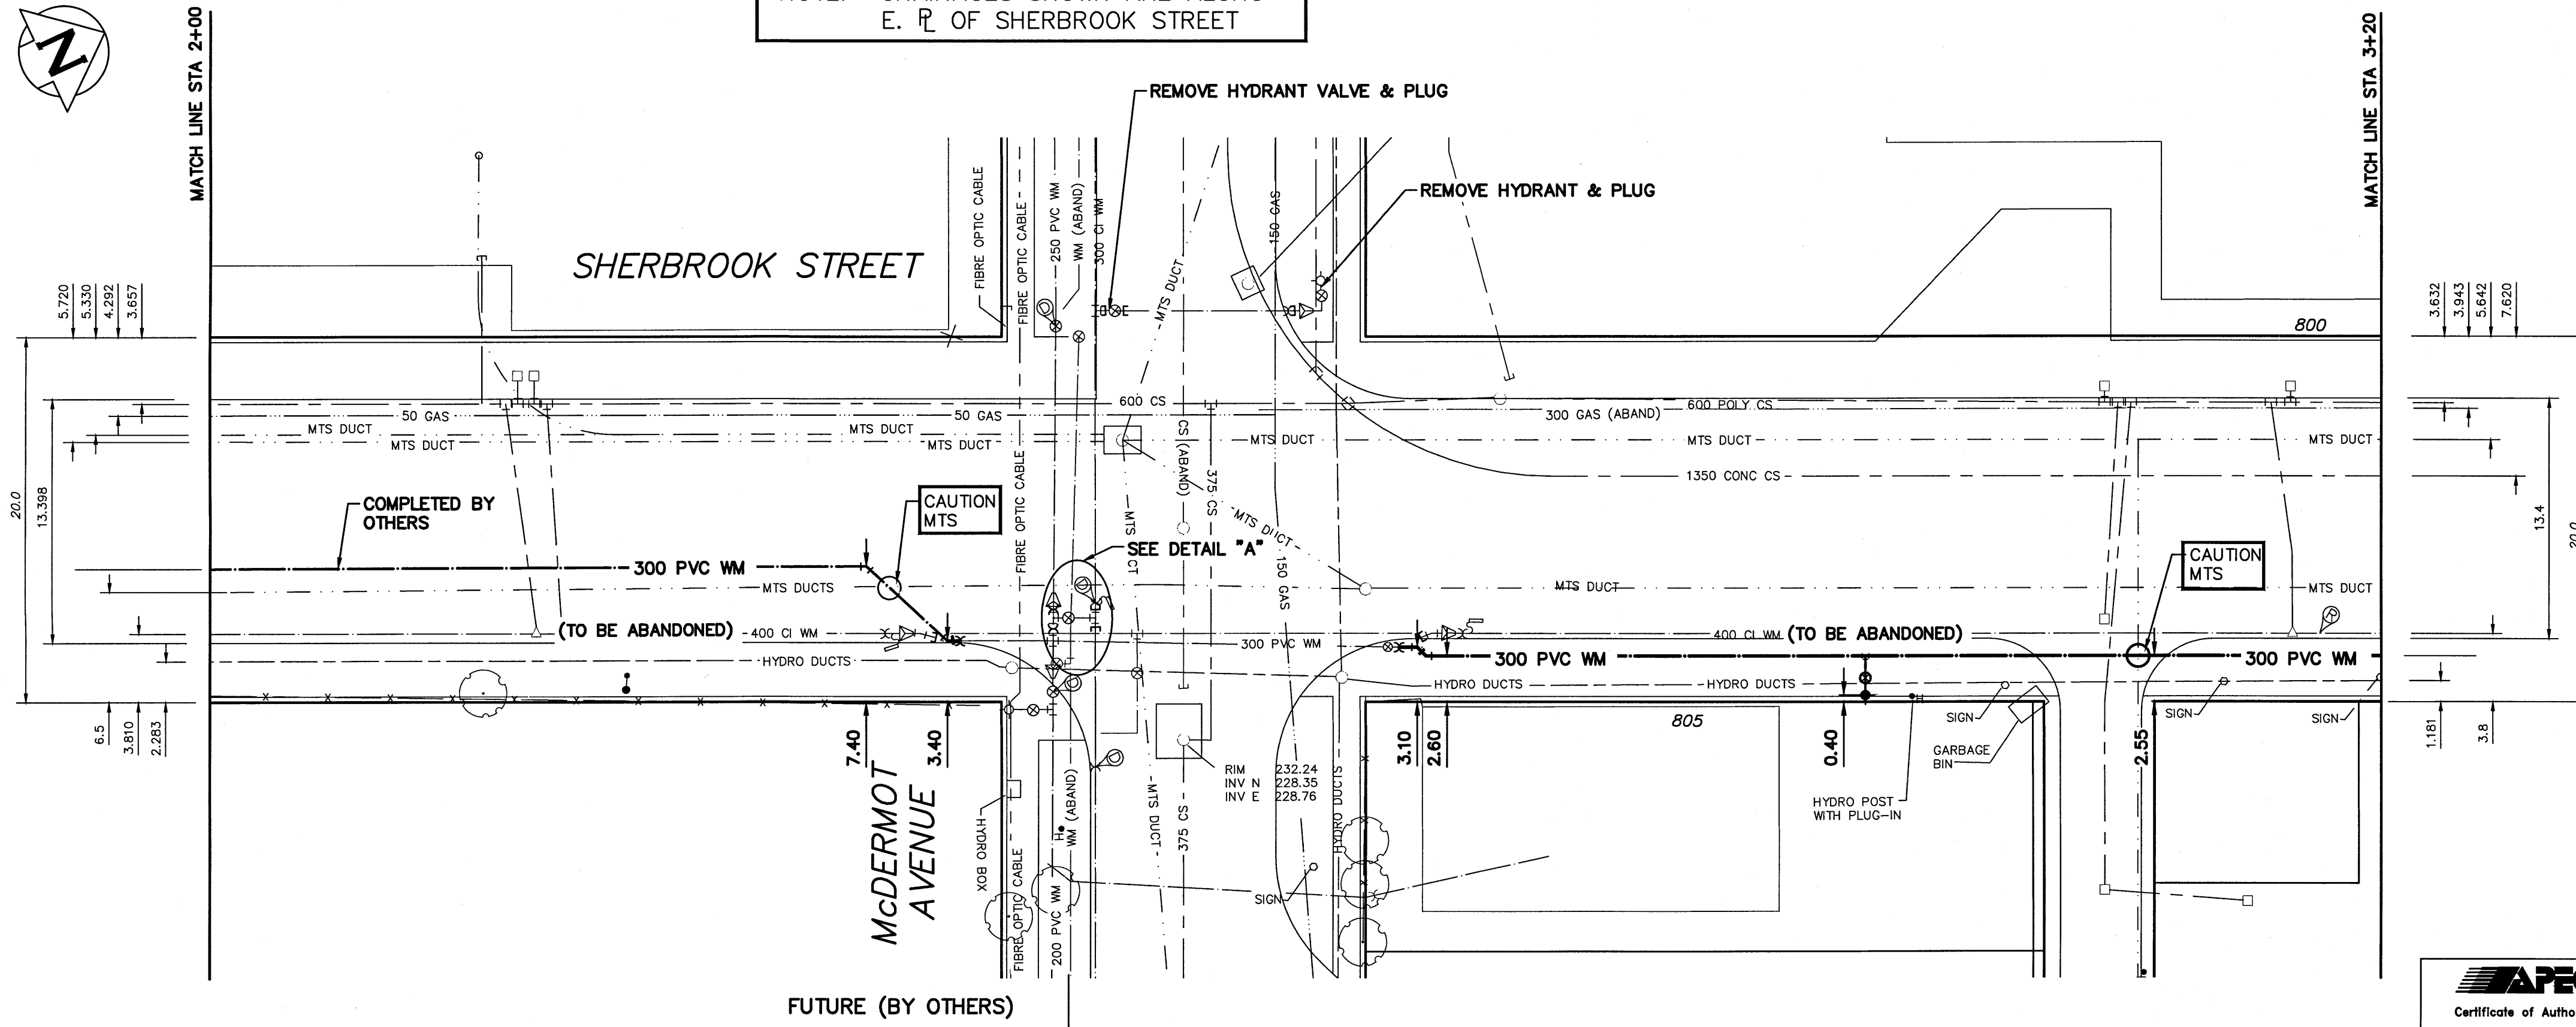 E. ⅊ OF SHERBROOK STREET
N
MATCH LINE STA 2+00
MATCH LINE STA 3+20
REMOVE HYDRANT VALVE & PLUG
REMOVE HYDRANT & PLUG
SHERBROOK STREET
FIBRE OPTIC CABLE
FIBRE OPTIC CABLE
250 PVC WM
WM (ABAND)
300 CI WM
MTS DUCT
150 GAS
800
5.720
5.330
4.292
3.657
3.632
3.943
5.642
7.620
600 CS
50 GAS
50 GAS
300 GAS (ABAND)
600 POLY CS
MTS DUCT
MTS DUCT
MTS DUCT
MTS DUCT
MTS DUCT
MTS DUCT
MTS DUCT
CS (ABAND)
375 CS
1350 CONC CS
20.0
13.398
COMPLETED BY
OTHERS
CAUTION
MTS
FIBRE OPTIC CABLE
MTS DUCT
MTS DUCT
SEE DETAIL "A"
150 GAS
CAUTION
MTS
13.4
20.0
300 PVC WM
MTS DUCTS
MTS DUCT
MTS DUCT
(TO BE ABANDONED)
400 CI WM
300 PVC WM
400 CI WM
(TO BE ABANDONED)
HYDRO DUCTS
300 PVC WM
300 PVC WM
HYDRO DUCTS
HYDRO DUCTS
R
D
D
D
D
6.5
3.810
2.283
7.40
3.40
3.10
2.60
805
0.40
SIGN
GARBAGE
BIN
2.55
SIGN
SIGN
1.181
3.8
RIM 232.24
INV N 228.35
INV E 228.76
HYDRO POST
WITH PLUG-IN
McDERMOT
AVENUE
HYDRO BOX
H
H
WM (ABAND)
MTS DUCT
375 CS
HYDRO DUCTS
SIGN
FIBRE OPTIC CABLE
200 PVC WM
FUTURE (BY OTHERS)